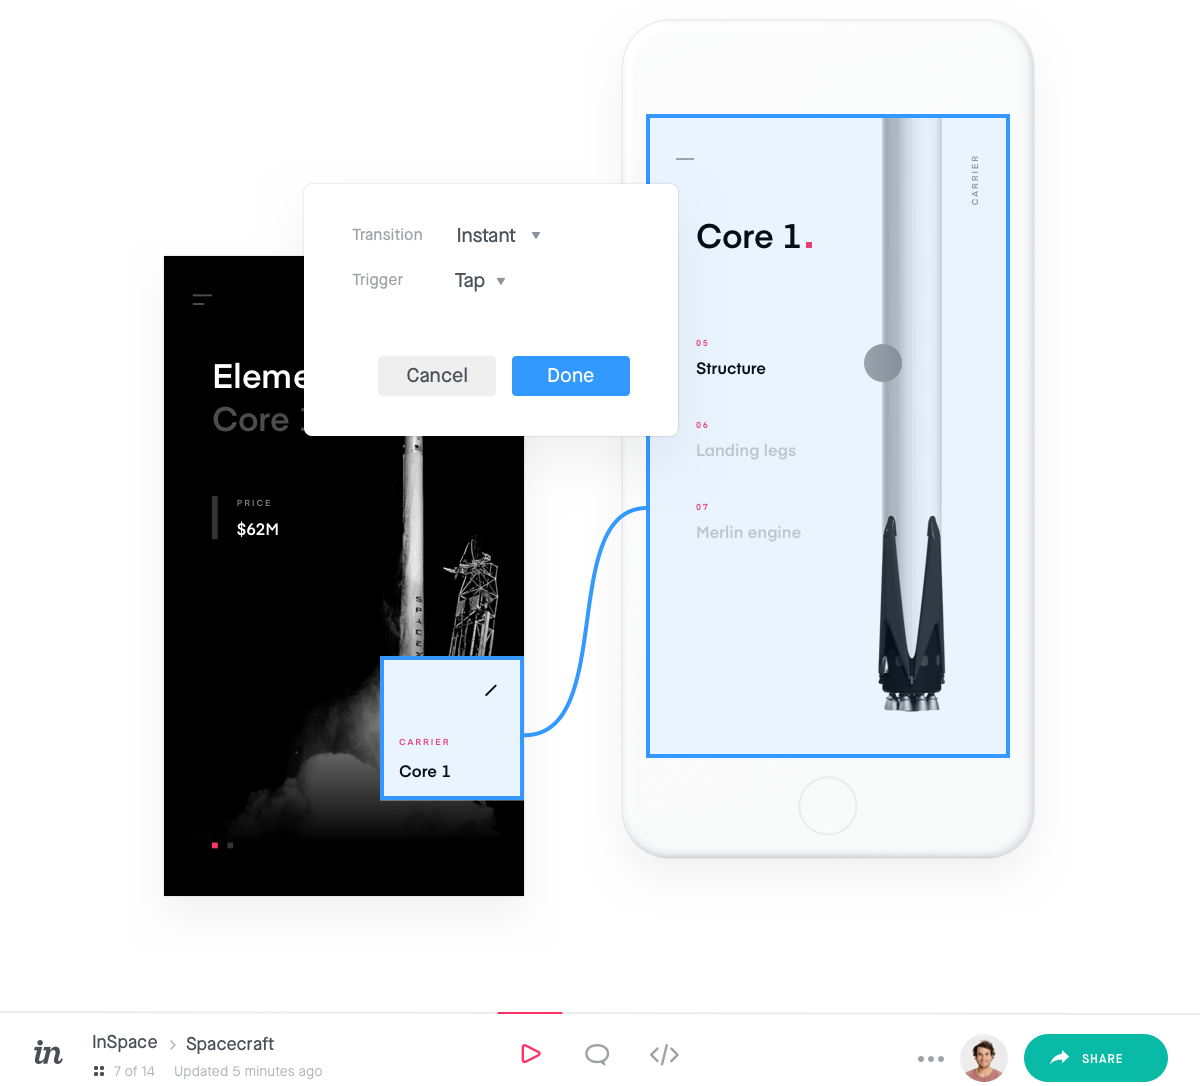 CARRIER
Transition Instant
Trigger Tap
Cancel Done
Core 1.
05
Structure
06
Landing legs
07
Merlin engine
Eleme
Core
PRICE
$62M
SPACEX
CARRIER
Core 1
in
InSpace > Spacecraft
7 of 14 Updated 5 minutes ago
</> SHARE